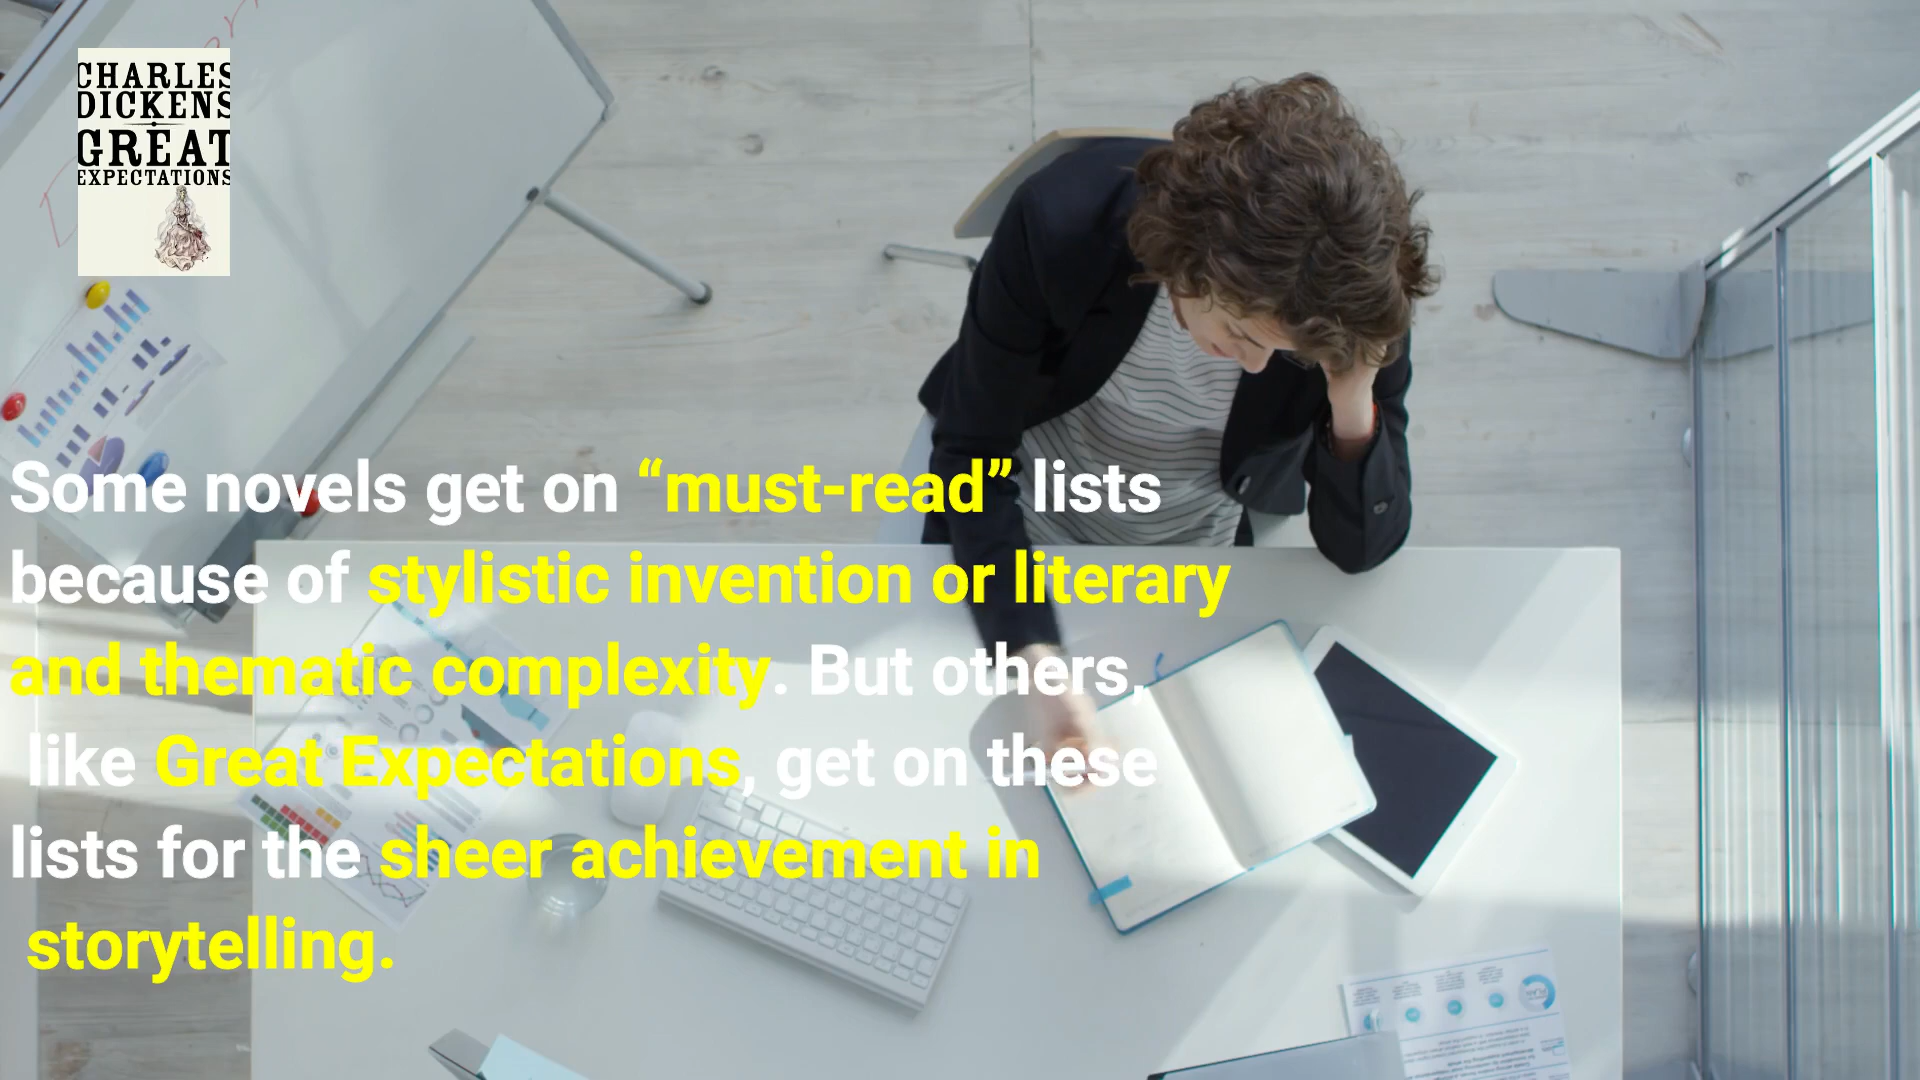 CHARLES
DICKENS
GREAT
EXPECTATIONS
Some novels get on “must-read” lists
because of stylistic invention or literary
and thematic complexity. But others,
like Great Expectations, get on these
lists for the sheer achievement in
storytelling.